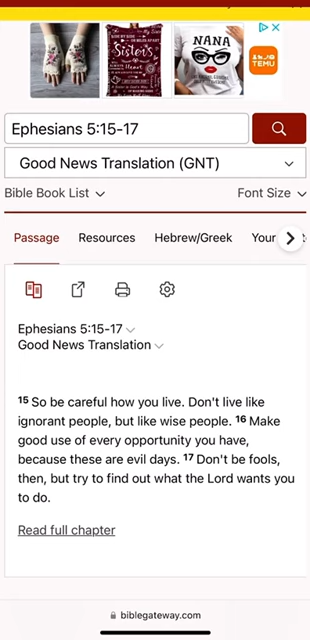 Sisters
Heart
NANA
TEMU
Ephesians 5:15-17
Good News Translation (GNT)
Bible Book List
Font Size
Passage Resources Hebrew/Greek Your
Ephesians 5:15-17
Good News Translation
15 So be careful how you live. Don't live like
ignorant people, but like wise people. 16 Make
good use of every opportunity you have,
because these are evil days. 17 Don't be fools,
then, but try to find out what the Lord wants you
to do.
Read full chapter
biblegateway.com